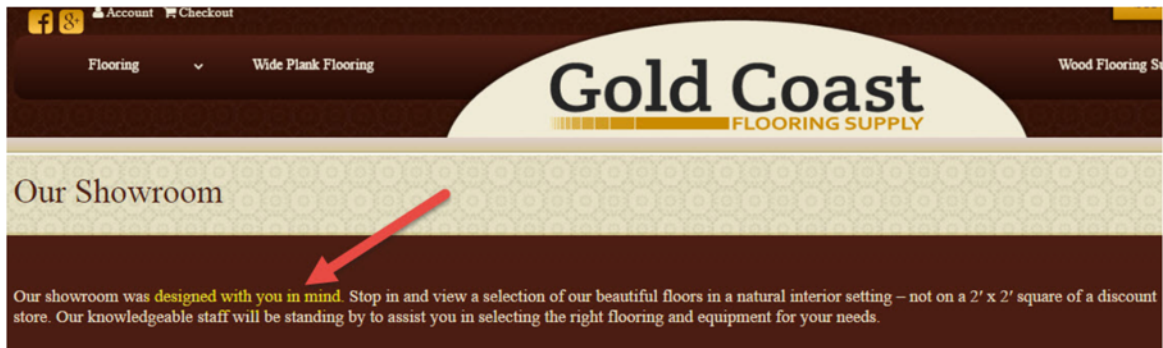 Account Checkout
Flooring Wide Plank Flooring Wood Flooring
Gold Coast
FLOORING SUPPLY
Our Showroom
Our showroom was designed with you in mind. Stop in and view a selection of our beautiful floors in a natural interior setting – not on a 2' x 2' square of a discount
store. Our knowledgeable staff will be standing by to assist you in selecting the right flooring and equipment for your needs.